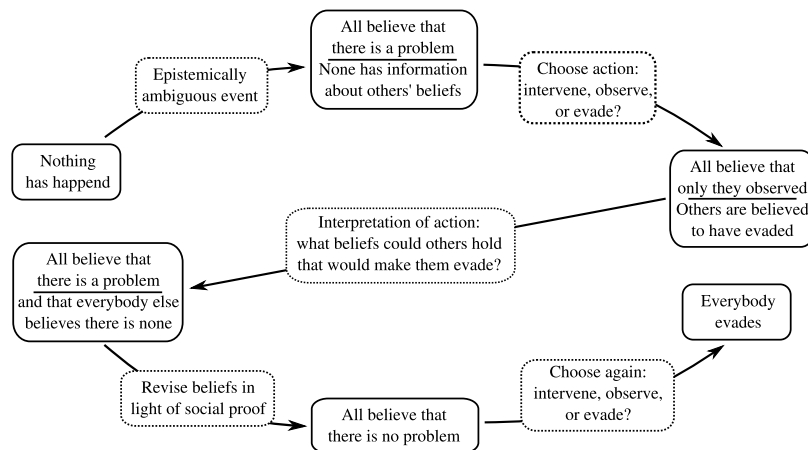 Nothing
has happend
Epistemically
ambiguous event
All believe that
there is a problem
None has information
about others' beliefs
Choose action:
intervene, observe,
or evade?
All believe that
only they observed
Others are believed
to have evaded
Interpretation of action:
what beliefs could others hold
that would make them evade?
All believe that
there is a problem
and that everybody else
believes there is none
Revise beliefs in
light of social proof
All believe that
there is no problem
Choose again:
intervene, observe,
or evade?
Everybody
evades